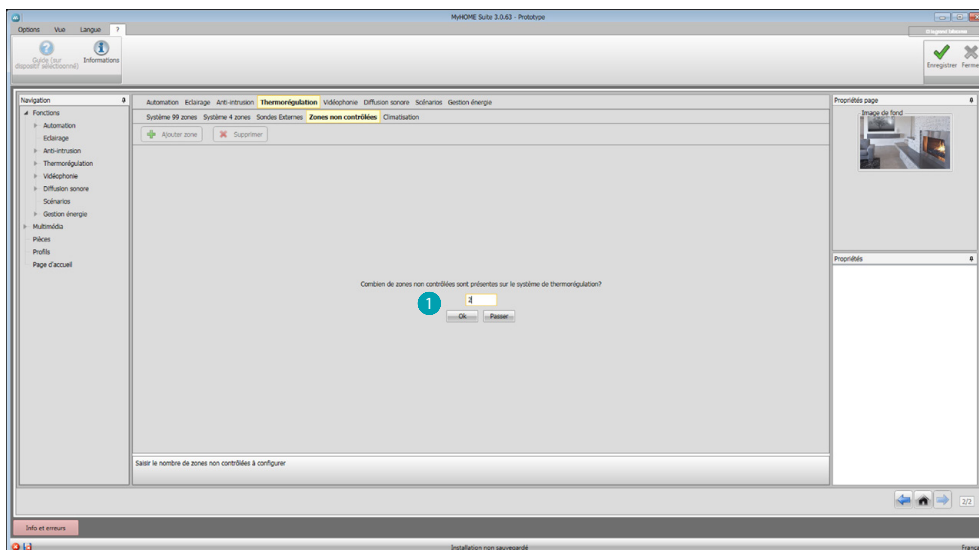 MyHOME Suite 3.0.63 - Prototype
Options Vue Langue ?
Guide (sur dispositif sélectionné)
Informations
Enregistrer Ferme
Navigation
Fonctions
Automation
Eclairage
Anti-intrusion
Thermorégulation
Vidéophonie
Diffusion sonore
Scénarios
Gestion énergie
Multimédia
Pièces
Profils
Page d'accueil
Automation Eclairage Anti-intrusion Thermorégulation Vidéophonie Diffusion sonore Scénarios Gestion énergie
Système 99 zones Système 4 zones Sondes Externes Zones non contrôlées Climatisation
Ajouter zone Supprimer
Combien de zones non contrôlées sont présentes sur le système de thermorégulation?
1
2
Ok Passer
Saisir le nombre de zones non contrôlées à configurer
Propriétés page
Image de fond
Propriétés
2/2
Info et erreurs
Installation non sauvegardé
França